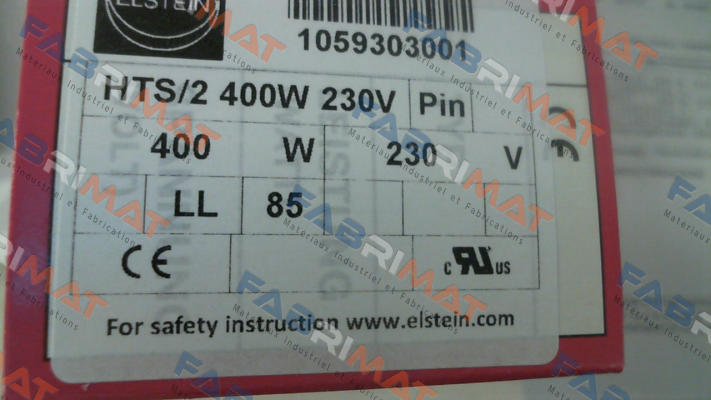 ELSTEIN
1059303001
HTS/2 400W 230V Pin
400 W 230 V
LL 85
CE
c RU us
For safety instruction www.elstein.com
FABRIMAT
Materiaux Industriel et Fabrications